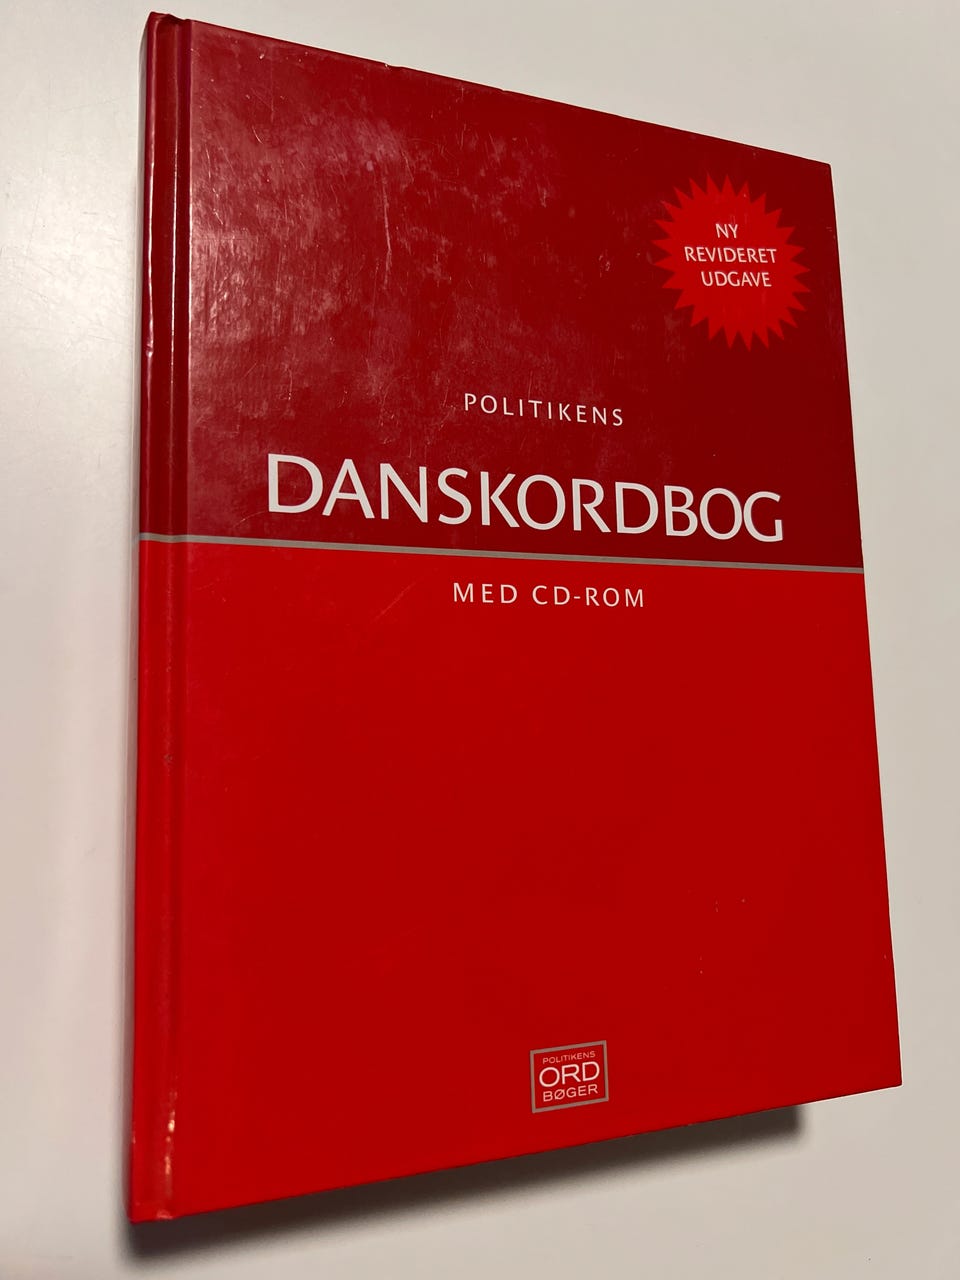 NY
REVIDERET
UDGAVE
POLITIKENS
DANSKORDBOG
MED CD-ROM
POLITIKENS
ORD
BØGER